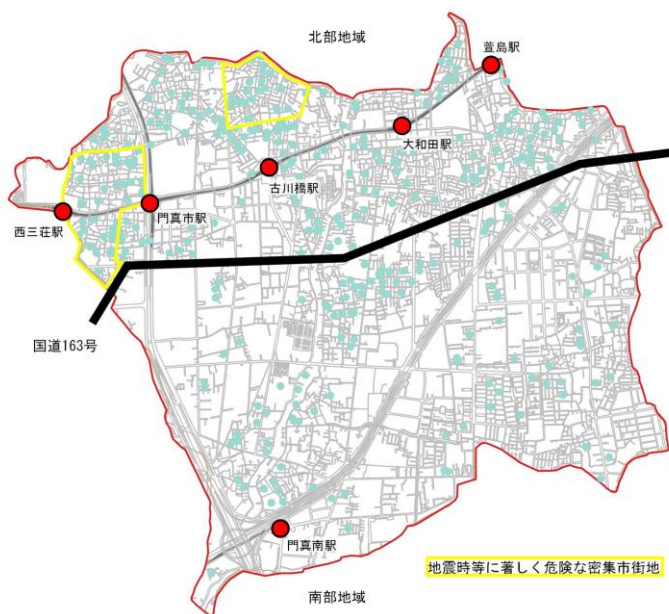 北部地域
萱島駅
大和田駅
古川橋駅
門真市駅
西三荘駅
国道163号
門真南駅
地震時等に著しく危険な密集市街地
南部地域